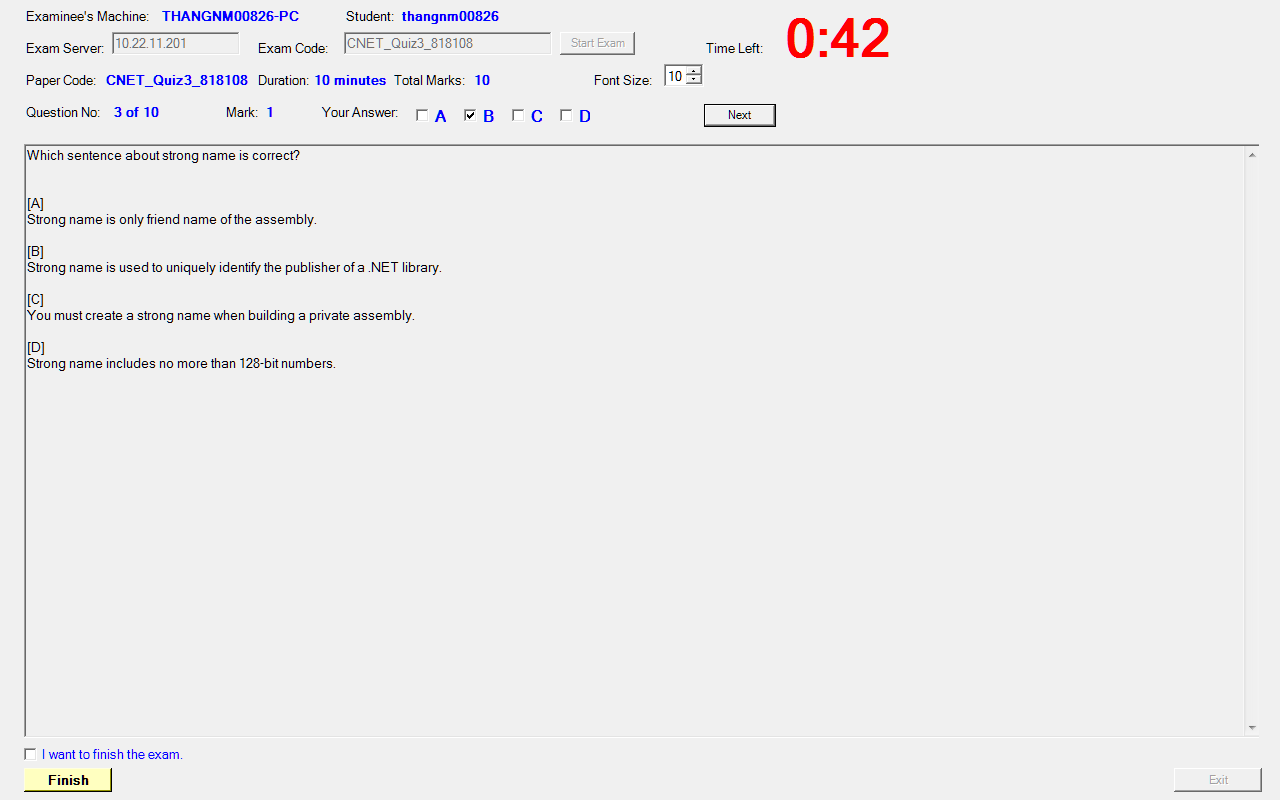 Examinee's Machine: THANGNM00826-PC Student: thangnm00826
Exam Server: 10.22.11.201 Exam Code: CNET_Quiz3_818108 Start Exam Time Left: 0:42
Paper Code: CNET_Quiz3_818108 Duration: 10 minutes Total Marks: 10 Font Size: 10
Question No: 3 of 10 Mark: 1 Your Answer: A B C D Next
Which sentence about strong name is correct?
[A]
Strong name is only friend name of the assembly.
[B]
Strong name is used to uniquely identify the publisher of a .NET library.
[C]
You must create a strong name when building a private assembly.
[D]
Strong name includes no more than 128-bit numbers.
I want to finish the exam.
Finish Exit